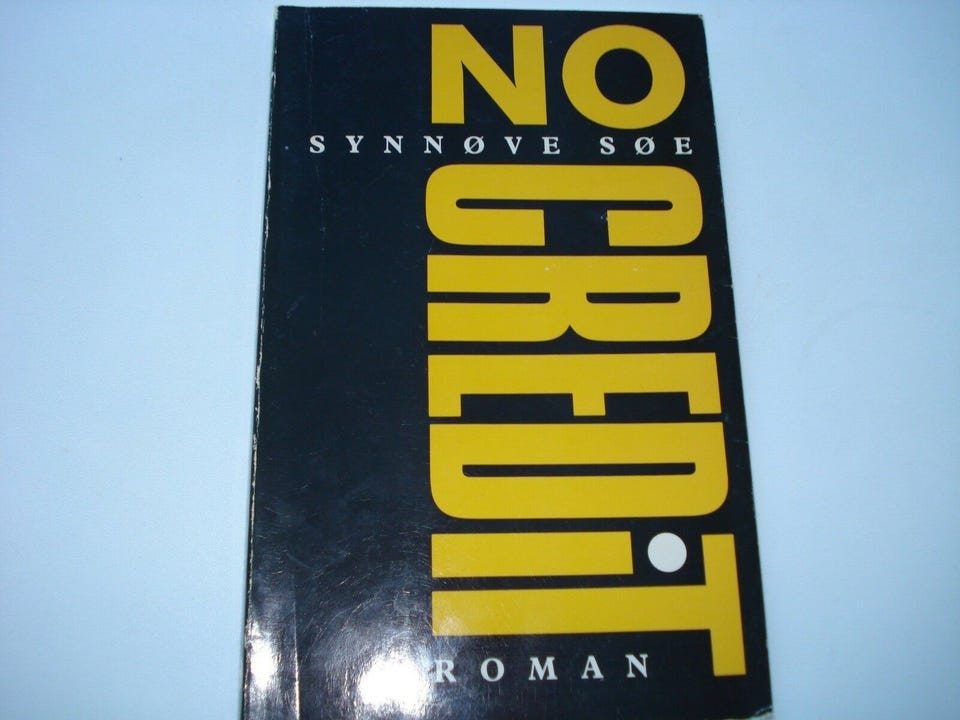 NO
SYNNØVE SØE
CREDiT
ROMAN